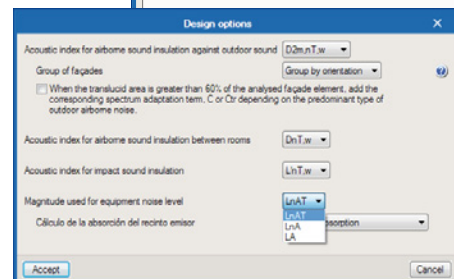 Design options
Acoustic index for airborne sound insulation against outdoor sound D2m,nT,w
Group of façades Group by orientation
When the translucid area is greater than 60% of the analysed façade element, add the
corresponding spectrum adaptation term, C or Ctr depending on the predominant type of
outdoor airborne noise.
Acoustic index for airborne sound insulation between rooms DnT,w
Acoustic index for impact sound insulation L'nT,w
Magnitude used for equipment noise level LnAT
Cálculo de la absorción del recinto emisor
LnAT
LnA
LA
Accept Cancel